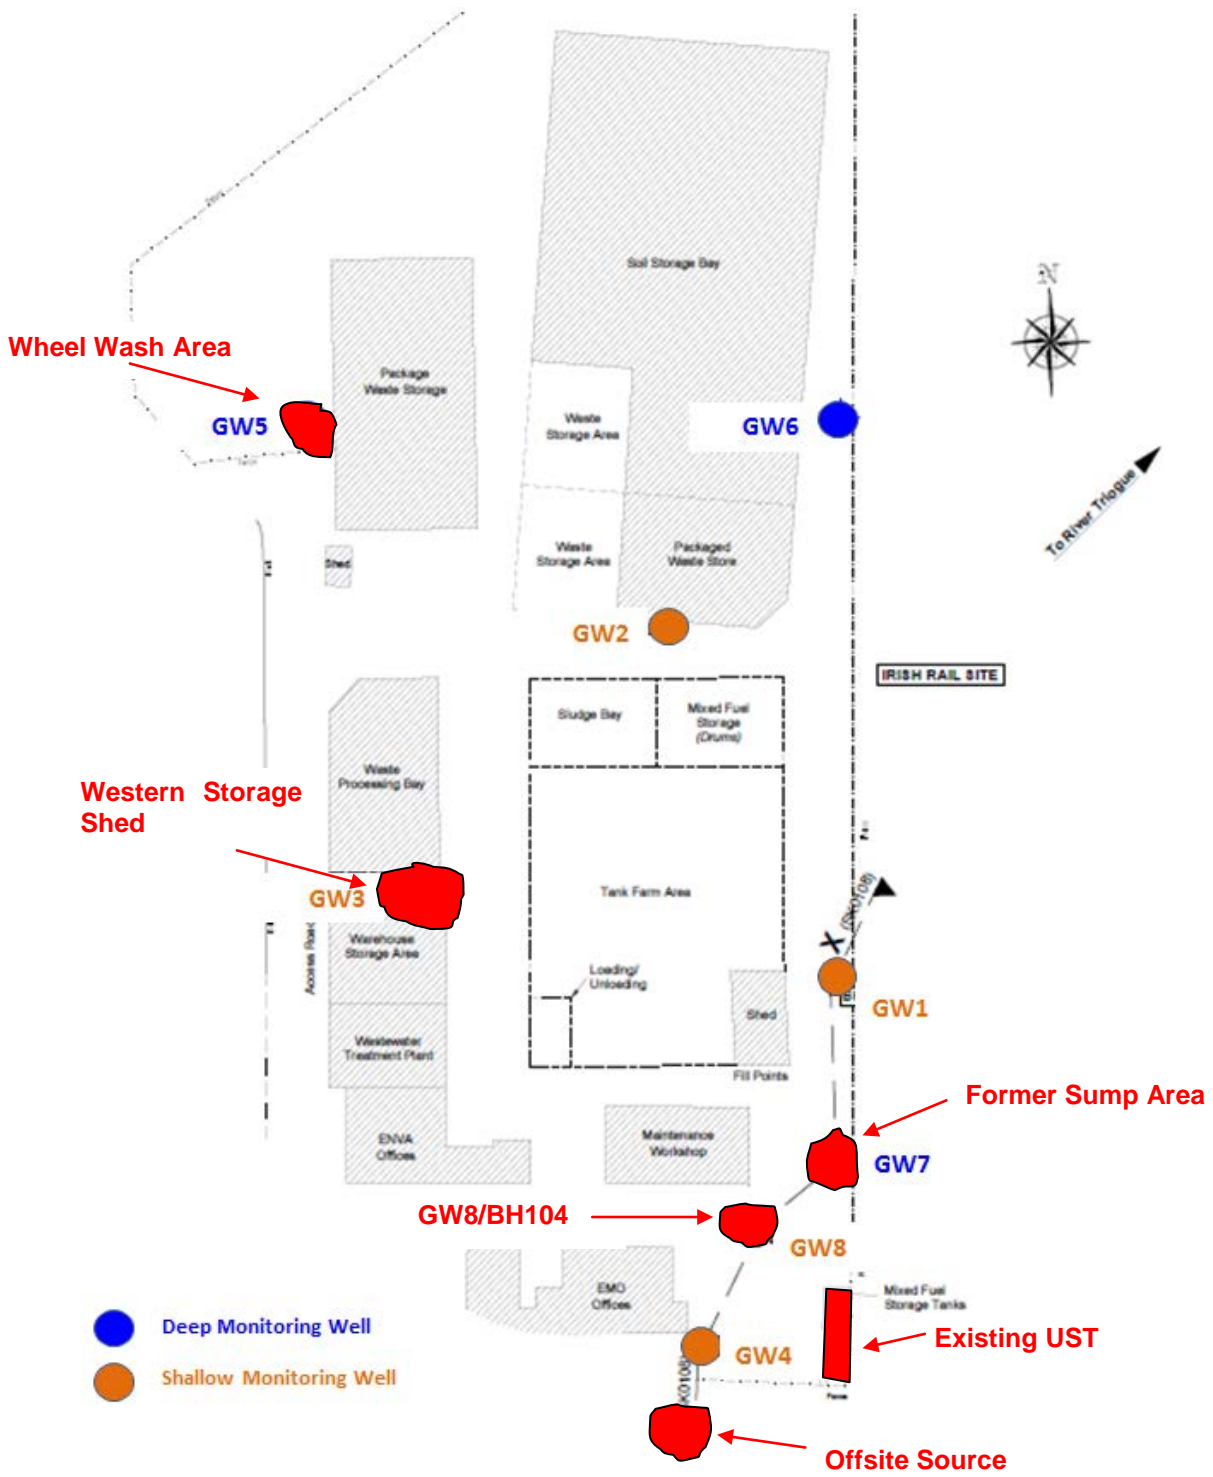 Soil Storage Bay
N
Wheel Wash Area
Package
Waste Storage
GW5
Waste
Storage Area
GW6
To River Triogue
Waste
Storage Area
Packaged
Waste Store
Shed
GW2
IRISH RAIL SITE
Sludge Bay
Mixed Fuel
Storage
(Drums)
Waste
Processing Bay
Western Storage
Shed
Tank Farm Area
GW3
Warehouse
Storage Area
Access Road
Loading/
Unloading
GW1
Shed
Wastewater
Treatment Plant
Fill Points
Former Sump Area
ENVA
Offices
Maintenance
Workshop
GW7
GW8/BH104
GW8
EMO
Offices
Mixed Fuel
Storage Tanks
Deep Monitoring Well
Existing UST
GW4
Shallow Monitoring Well
Fence
Offsite Source